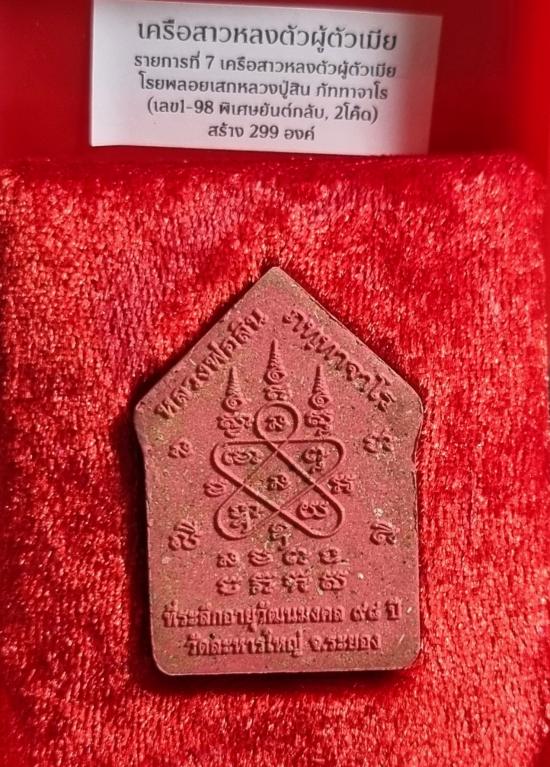 เครือสาวหลงตัวผู้ตัวเมีย
รายการที่ 7 เครือสาวหลงตัวผู้ตัวเมีย
โรยพลอยเสกหลวงปู่สิน ภัททาจาโร
(เลข1-98 พิเศษยันต์กลับ, 2โค๊ด)
สร้าง 299 องค์
หลวงพ่อสิน ภทฺทาจาโร
ที่ระลึกอายุวัฒนมงคล ๙๔ ปี
วัดละหารใหญ่ จ.ระยอง